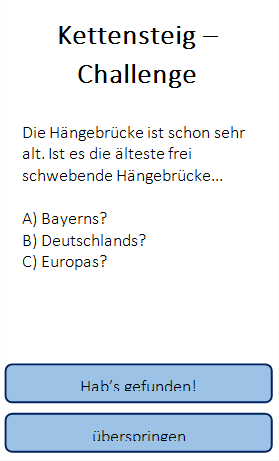 Kettensteig –
Challenge
Die Hängebrücke ist schon sehr
alt. Ist es die älteste frei
schwebende Hängebrücke…
A) Bayerns?
B) Deutschlands?
C) Europas?
Hab's gefunden!
überspringen